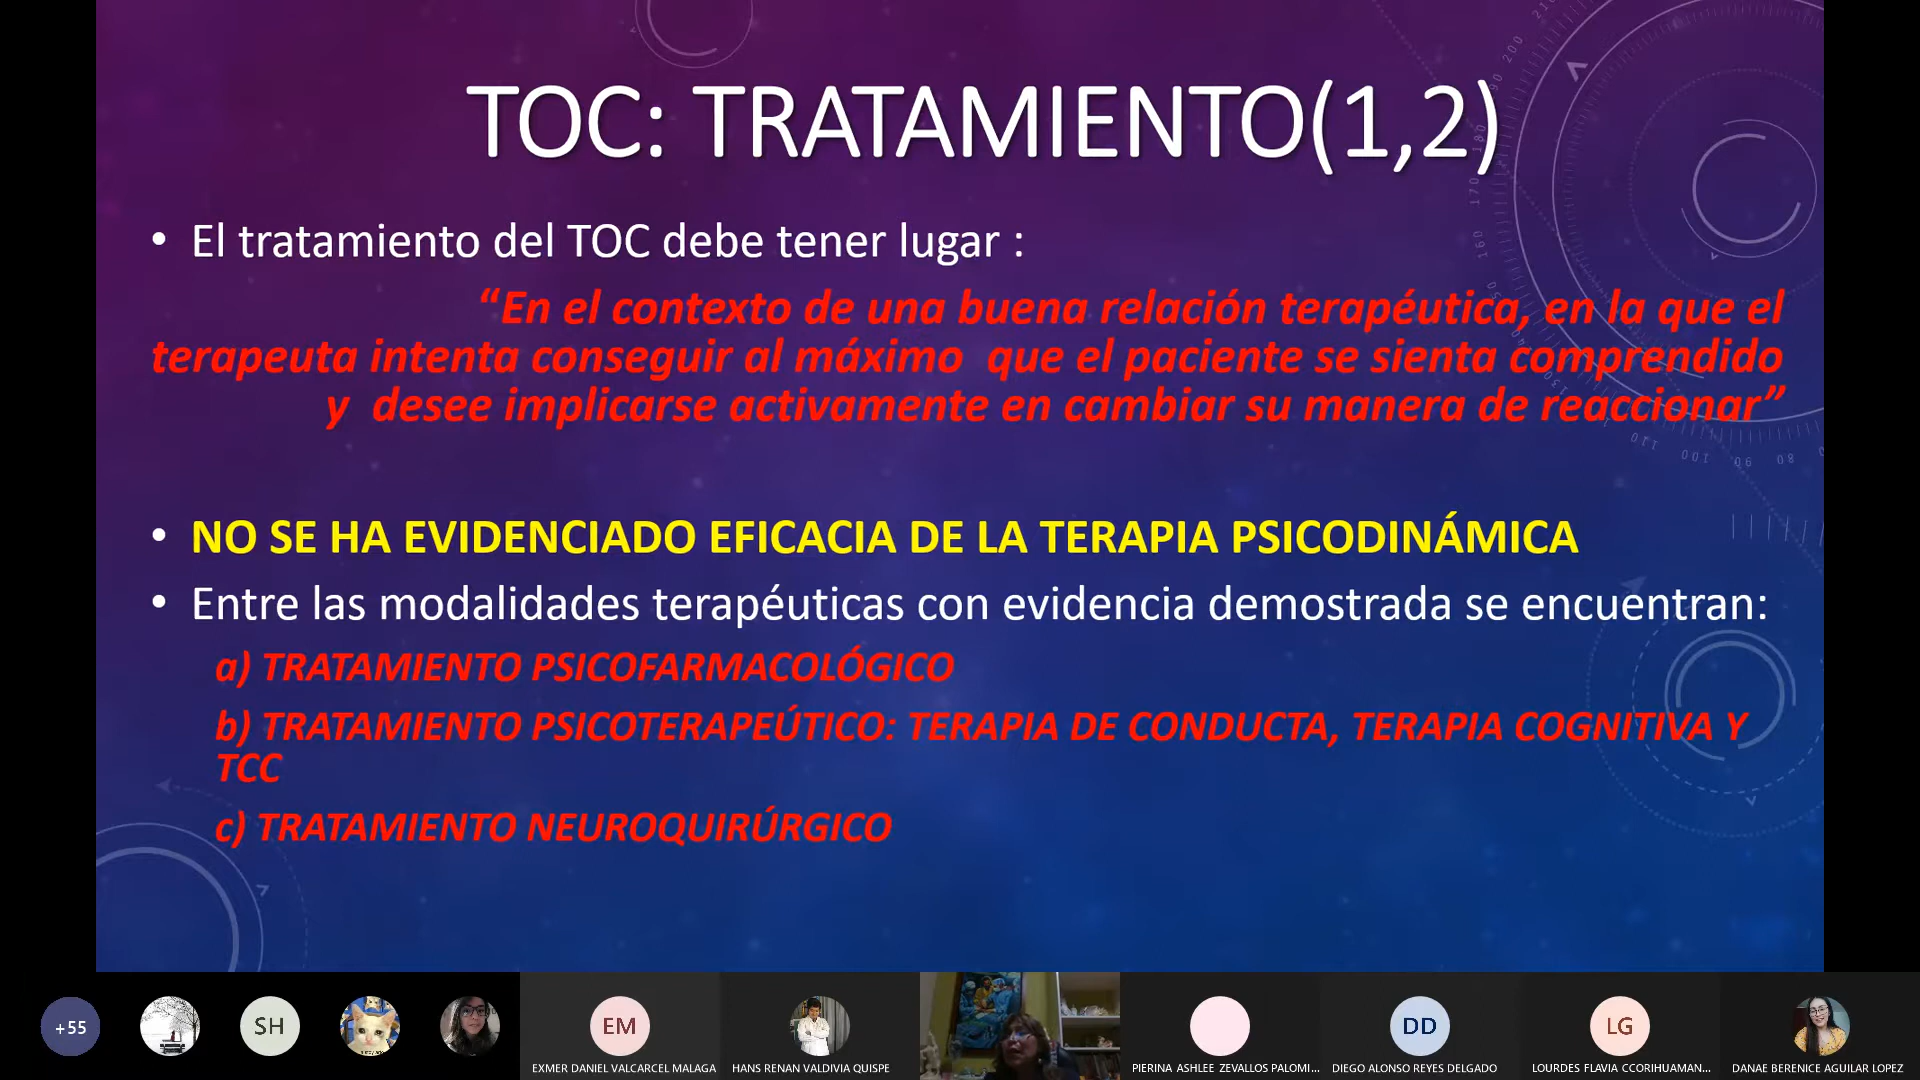 TOC: TRATAMIENTO(1,2)
• El tratamiento del TOC debe tener lugar :
“En el contexto de una buena relación terapéutica, en la que el
terapeuta intenta conseguir al máximo que el paciente se sienta comprendido
y desee implicarse activamente en cambiar su manera de reaccionar”
• NO SE HA EVIDENCIADO EFICACIA DE LA TERAPIA PSICODINÁMICA
• Entre las modalidades terapéuticas con evidencia demostrada se encuentran:
a) TRATAMIENTO PSICOFARMACOLÓGICO
b) TRATAMIENTO PSICOTERAPEÚTICO: TERAPIA DE CONDUCTA, TERAPIA COGNITIVA Y
TCC
c) TRATAMIENTO NEUROQUIRÚRGICO
+55
SH
EM
DD
LG
EXMER DANIEL VALCARCEL MALAGA
HANS RENAN VALDIVIA QUISPE
PIERINA ASHLEE ZEVALLOS PALOMI...
DIEGO ALONSO REYES DELGADO
LOURDES FLAVIA CCORIHUAMAN...
DANAE BERENICE AGUILAR LOPEZ